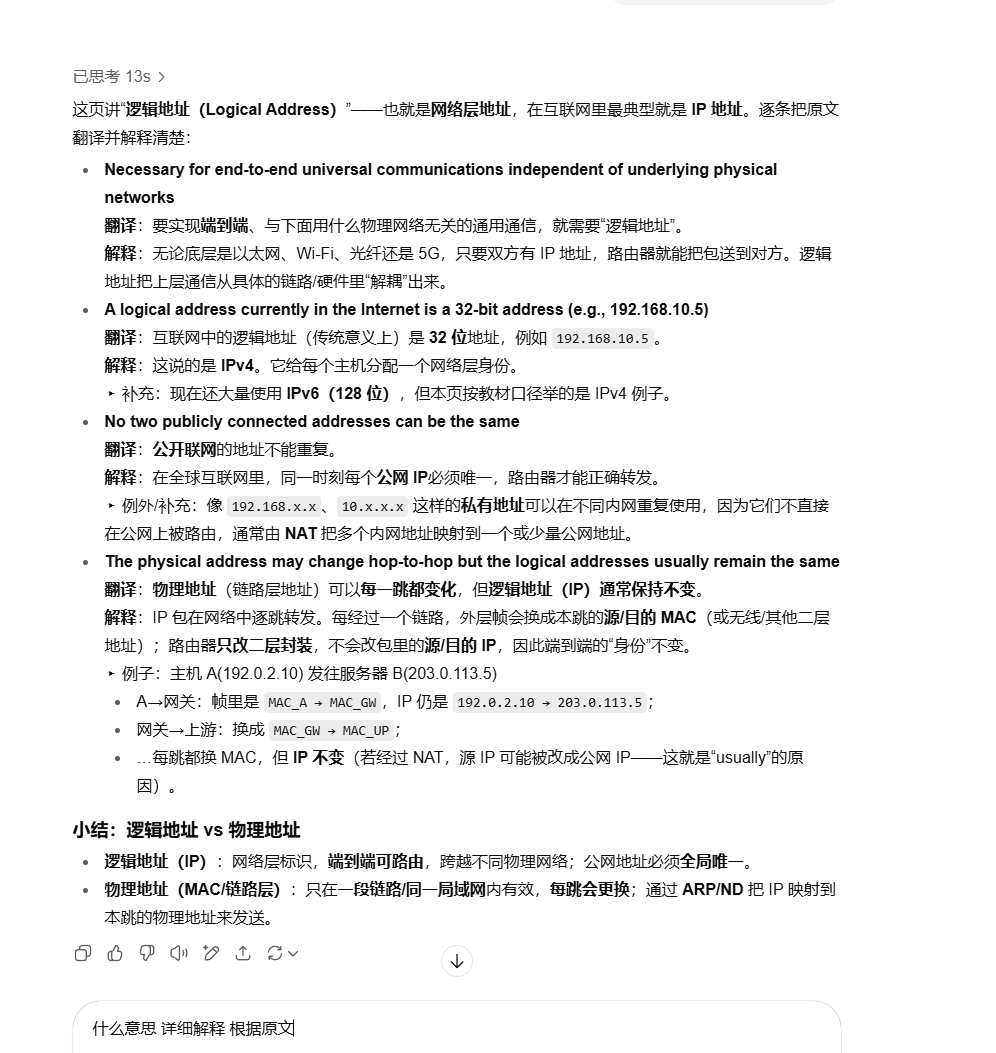 已思考 13s >
这页讲“逻辑地址（Logical Address）”——也就是网络层地址，在互联网里最典型就是 IP 地址。逐条把原文
翻译并解释清楚：
• Necessary for end-to-end universal communications independent of underlying physical
networks
翻译：要实现端到端、与下面用什么物理网络无关的通用通信，就需要“逻辑地址”。
解释：无论底层是以太网、Wi-Fi、光纤还是 5G，只要双方有 IP 地址，路由器就能把包送到对方。逻辑
地址把上层通信从具体的链路/硬件里“解耦”出来。
• A logical address currently in the Internet is a 32-bit address (e.g., 192.168.10.5)
翻译：互联网中的逻辑地址（传统意义上）是 32 位地址，例如 192.168.10.5。
解释：这说的是 IPv4。它给每个主机分配一个网络层身份。
‣ 补充：现在还大量使用 IPv6（128 位），但本页按教材口径举的是 IPv4 例子。
• No two publicly connected addresses can be the same
翻译：公开联网的地址不能重复。
解释：在全球互联网里，同一时刻每个公网 IP必须唯一，路由器才能正确转发。
‣ 例外/补充：像 192.168.x.x、10.x.x.x 这样的私有地址可以在不同内网重复使用，因为它们不直接
在公网上被路由，通常由 NAT 把多个内网地址映射到一个或少量公网地址。
• The physical address may change hop-to-hop but the logical addresses usually remain the same
翻译：物理地址（链路层地址）可以每一跳都变化，但逻辑地址（IP）通常保持不变。
解释：IP 包在网络中逐跳转发。每经过一个链路，外层帧会换成本跳的源/目的 MAC（或无线/其他二层
地址）；路由器只改二层封装，不会改包里的源/目的 IP，因此端到端的“身份”不变。
‣ 例子：主机 A(192.0.2.10) 发往服务器 B(203.0.113.5)
• A→网关：帧里是 MAC_A → MAC_GW，IP 仍是 192.0.2.10 → 203.0.113.5；
• 网关→上游：换成 MAC_GW → MAC_UP；
• …每跳都换 MAC，但 IP 不变（若经过 NAT，源 IP 可能被改成公网 IP——这就是“usually”的原
因）。
小结：逻辑地址 vs 物理地址
• 逻辑地址（IP）：网络层标识，端到端可路由，跨越不同物理网络；公网地址必须全局唯一。
• 物理地址（MAC/链路层）：只在一段链路/同一局域网内有效，每跳会更换；通过 ARP/ND 把 IP 映射到
本跳的物理地址来发送。
什么意思 详细解释 根据原文